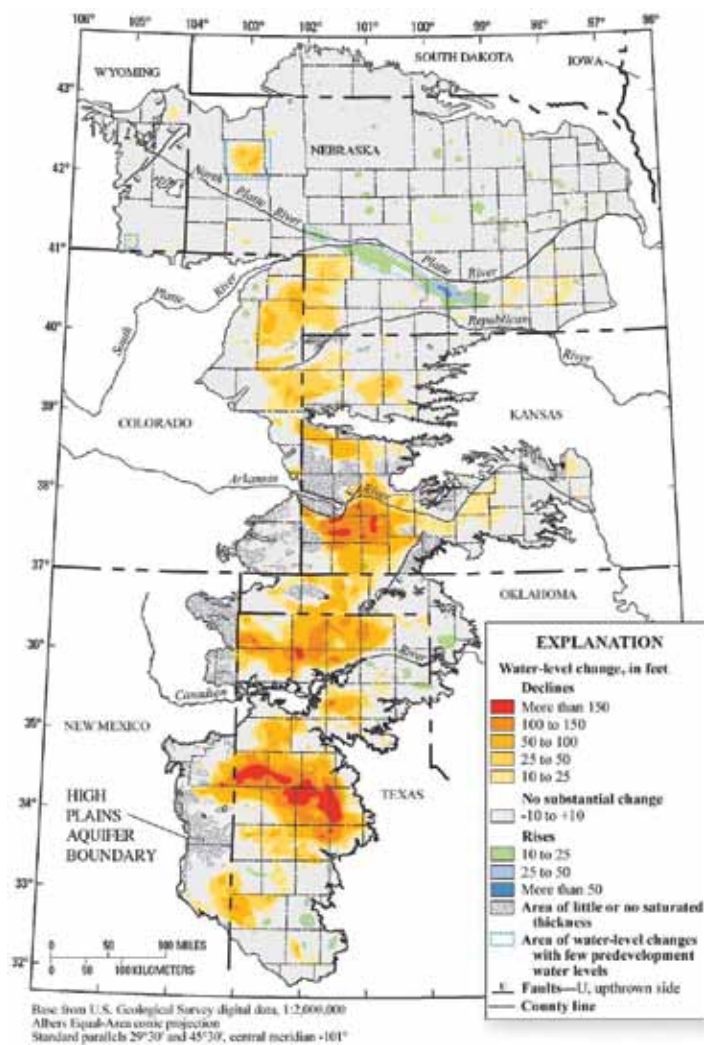 106° 105° 104° 103° 102° 101° 100° 99° 98° 97° 96°
SOUTH DAKOTA
IOWA
WYOMING
43°
42°
NEBRASKA
North Platte River
41°
Platte River
South Platte River
40°
Republican River
39°
COLORADO
KANSAS
38°
Arkansas River
37°
OKLAHOMA
36°
Canadian River
35°
NEW MEXICO
TEXAS
34°
HIGH
PLAINS
AQUIFER
BOUNDARY
33°
32°
0 50 100 MILES
0 50 100 KILOMETERS
EXPLANATION
Water-level change, in feet
Declines
More than 150
100 to 150
50 to 100
25 to 50
10 to 25
No substantial change
-10 to +10
Rises
10 to 25
25 to 50
More than 50
Area of little or no saturated
thickness
Area of water-level changes
with few predevelopment
water levels
Faults—U, upthrown side
County line
Base from U.S. Geological Survey digital data, 1:2,000,000
Albers Equal-Area conic projection
Standard parallels 29°30' and 45°30', central meridian -101°